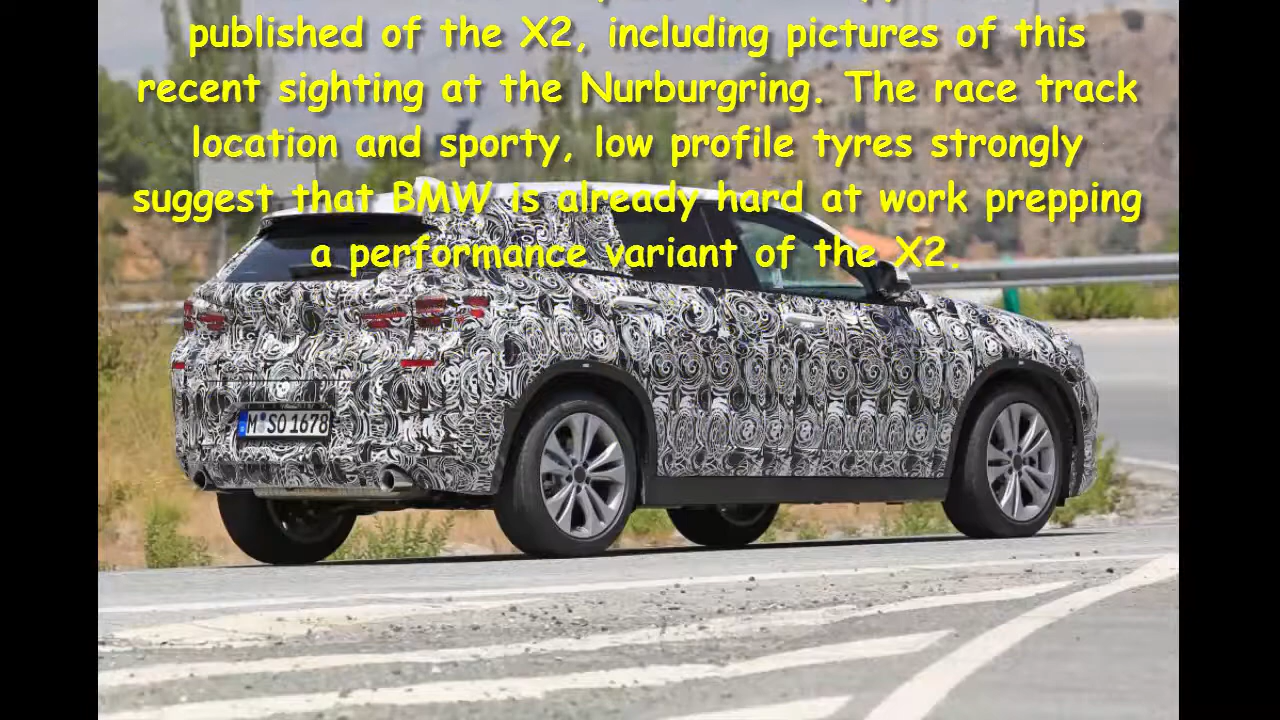 published of the X2, including pictures of this
recent sighting at the Nurburgring. The race track
location and sporty, low profile tyres strongly
suggest that BMW is already hard at work prepping
a performance variant of the X2.
M*SO 1678